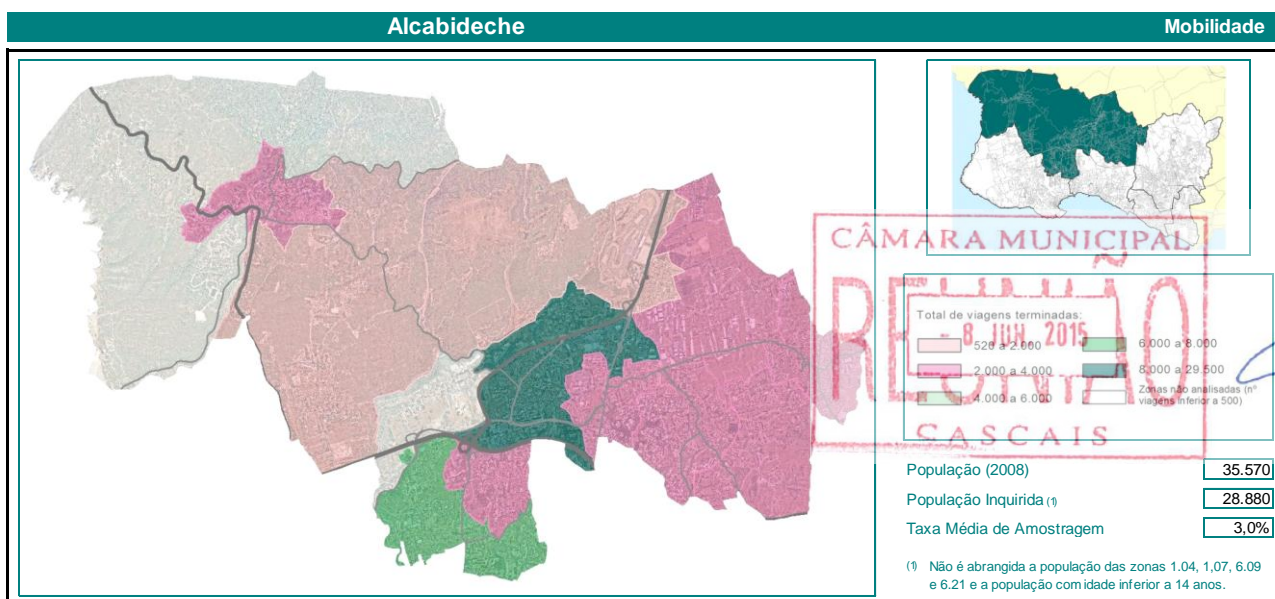 Alcabideche
Mobilidade
CÂMARA MUNICIPAL
REUNIÃO
Total de viagens terminadas:
- 8 JUL. 2015
520 a 2.000
6.000 a 8.000
2.000 a 4.000
8.000 a 29.500
4.000 a 6.000
Zonas não analisadas (nº
viagens inferior a 500)
CASCAIS
População (2008) 35.570
População Inquirida (1) 28.880
Taxa Média de Amostragem 3,0%
(1) Não é abrangida a população das zonas 1.04, 1,07, 6.09
e 6.21 e a população com idade inferior a 14 anos.